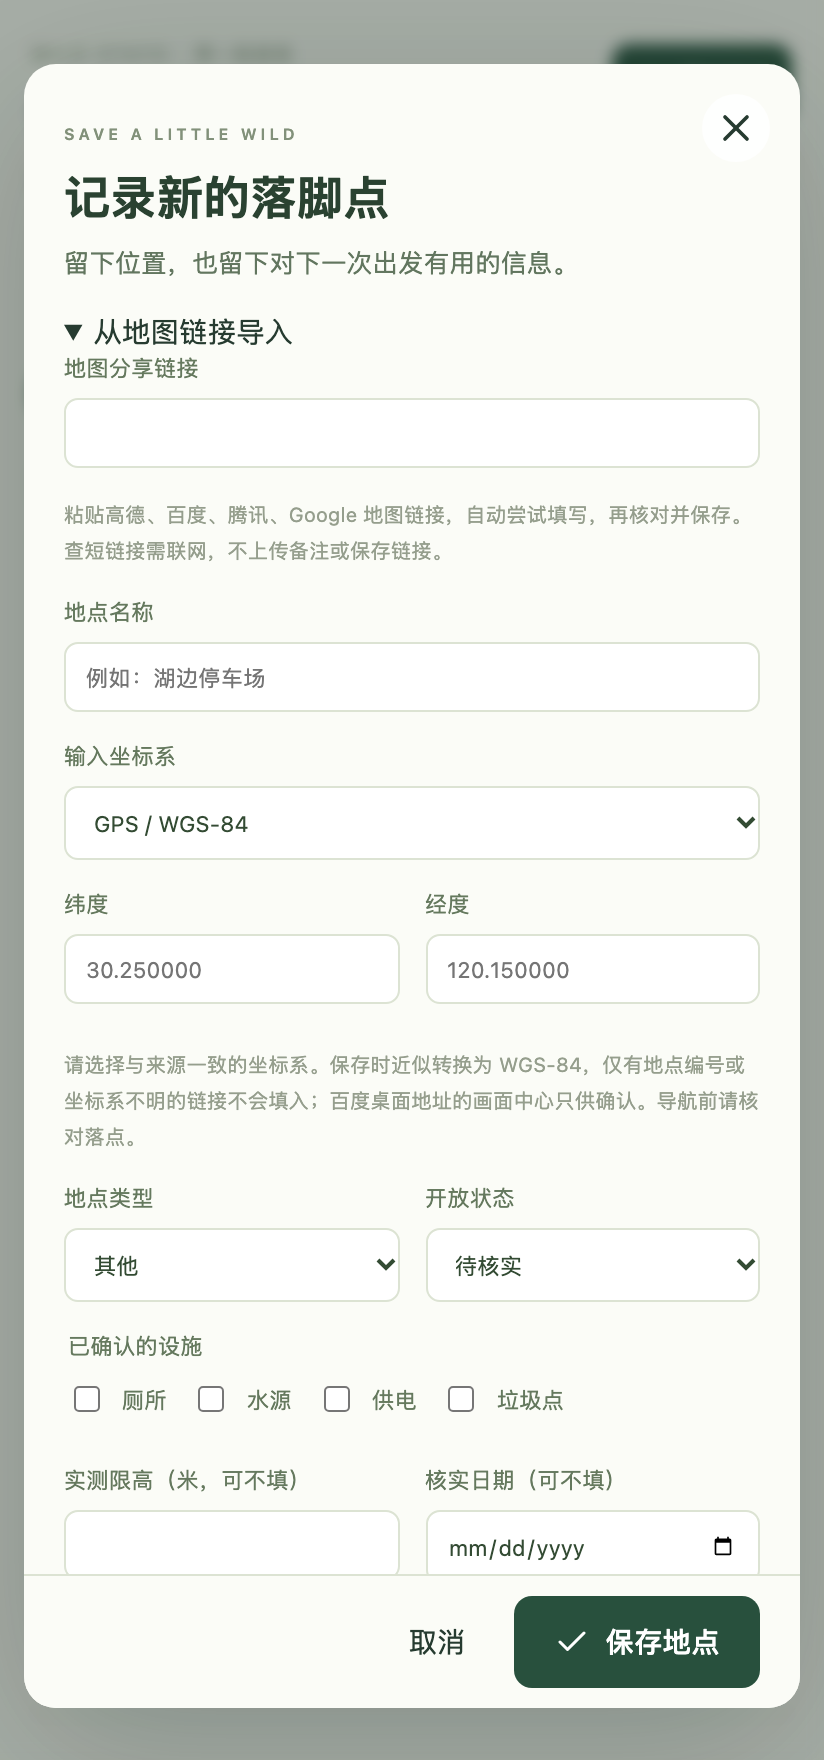 SAVE A LITTLE WILD
记录新的落脚点
留下位置，也留下对下一次出发有用的信息。
▼ 从地图链接导入
地图分享链接
粘贴高德、百度、腾讯、Google 地图链接，自动尝试填写，再核对并保存。
查短链接需联网，不上传备注或保存链接。
地点名称
例如：湖边停车场
输入坐标系
GPS / WGS-84
纬度 经度
30.250000 120.150000
请选择与来源一致的坐标系。保存时近似转换为 WGS-84，仅有地点编号或
坐标系不明的链接不会填入；百度桌面地址的画面中心只供确认。导航前请核
对落点。
地点类型 开放状态
其他 待核实
已确认的设施
厕所 水源 供电 垃圾点
实测限高（米，可不填） 核实日期（可不填）
mm/dd/yyyy
取消 保存地点